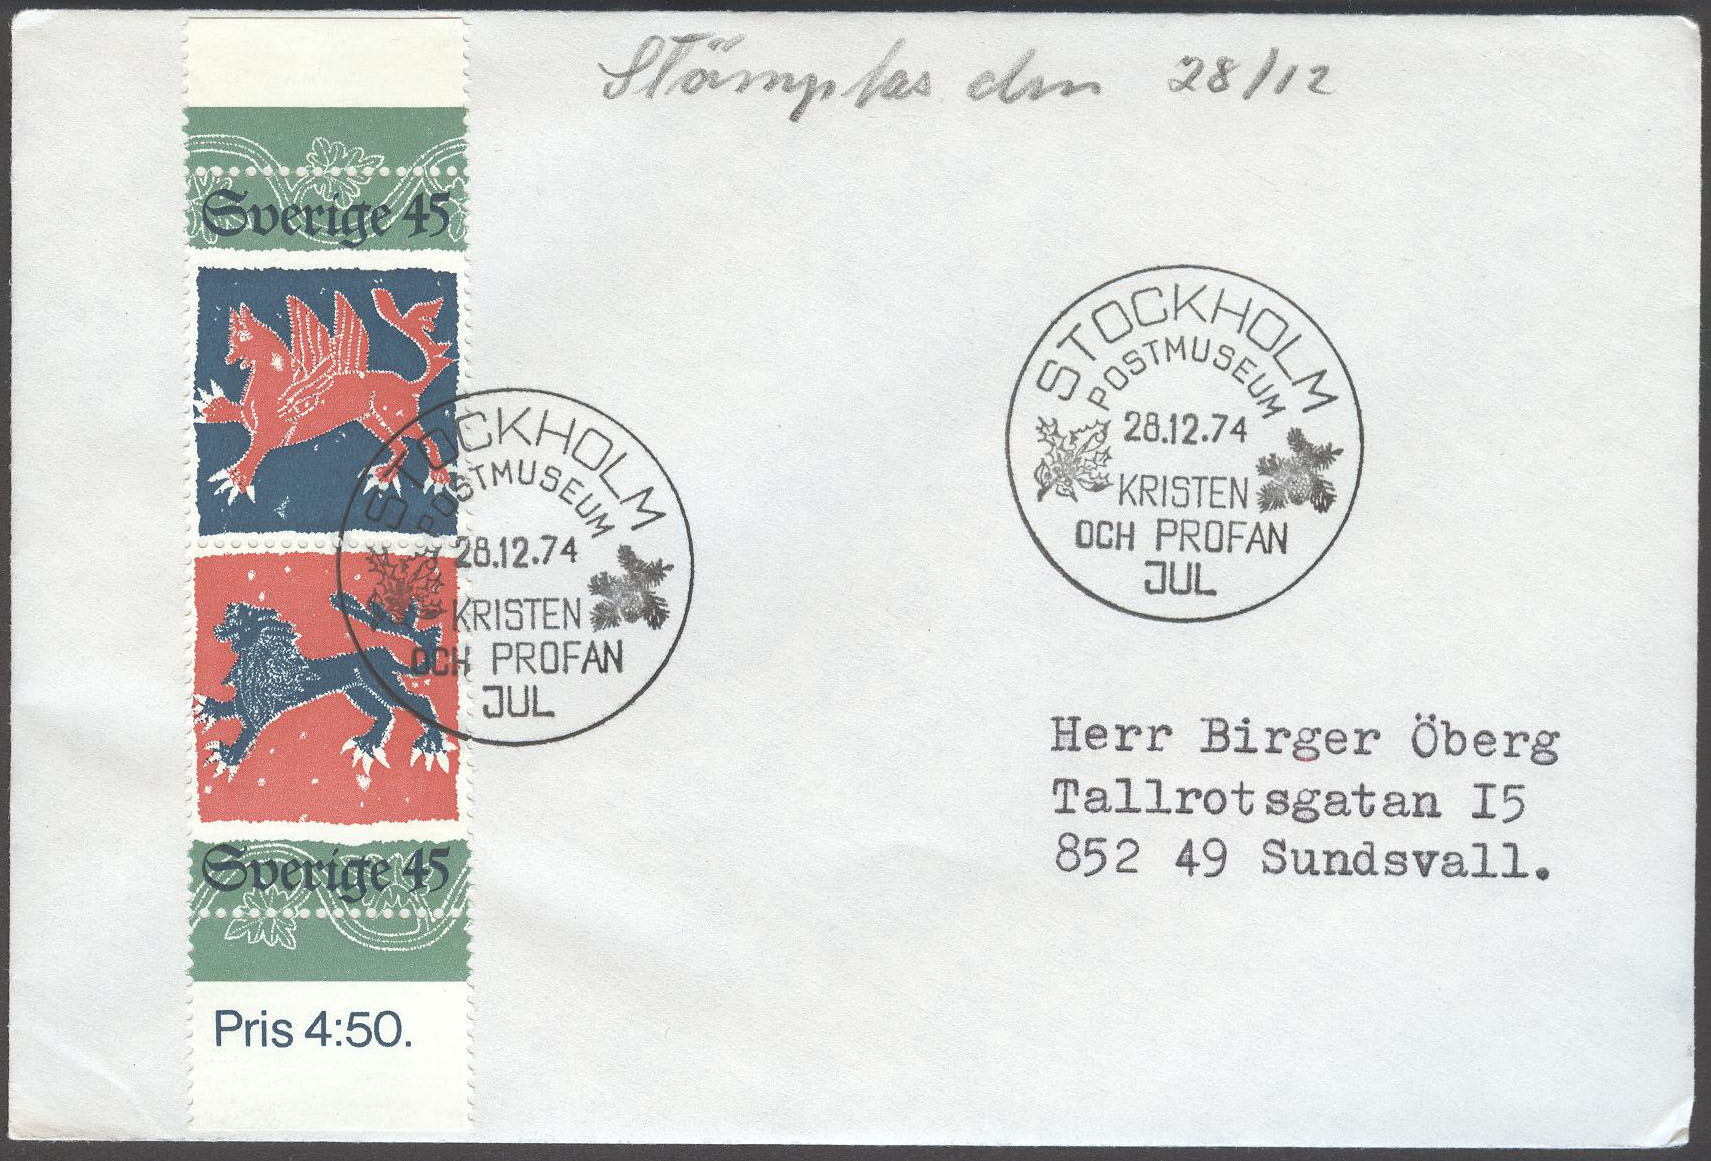 Stämplas den 28/12
Sverige 45
STOCKHOLM
POSTMUSEUM
28.12.74
KRISTEN
OCH PROFAN
JUL
STOCKHOLM
POSTMUSEUM
28.12.74
KRISTEN
OCH PROFAN
JUL
Herr Birger Öberg
Tallrotsgatan I5
852 49 Sundsvall.
Sverige 45
Pris 4:50.